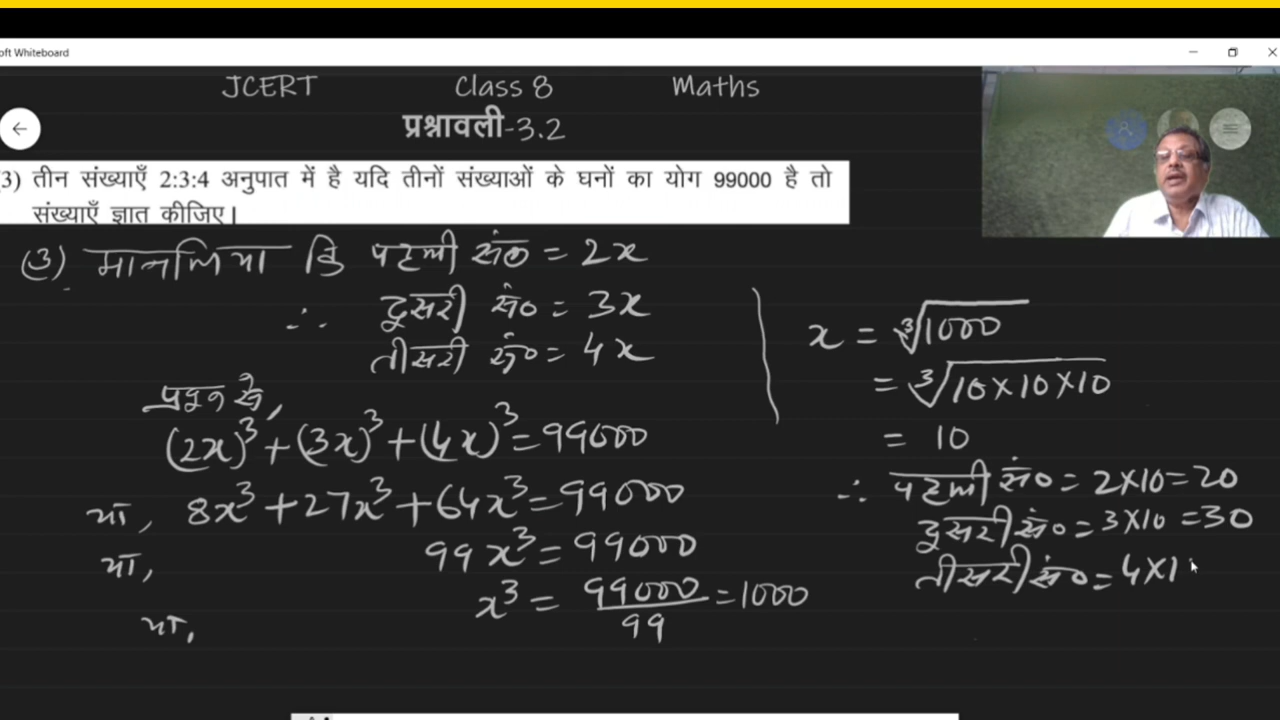 oft Whiteboard
JCERT Class 8 Maths
प्रश्नावली-3.2
3) तीन संख्याएँ 2:3:4 अनुपात में है यदि तीनों संख्याओं के घनों का योग 99000 है तो
संख्याएँ ज्ञात कीजिए।
(3) मानलिया कि पहली सं० = 2x
∴ दुसरी सं० = 3x
तीसरी सं० = 4x
प्रश्न से,
(2x)³ + (3x)³ + (4x)³ = 99000
या, 8x³ + 27x³ + 64x³ = 99000
या, 99x³ = 99000
या, x³ = 99000/99 = 1000
x = ∛1000
= ∛10×10×10
= 10
∴ पहली सं० = 2×10 = 20
दुसरी सं० = 3×10 = 30
तीसरी सं० = 4×1